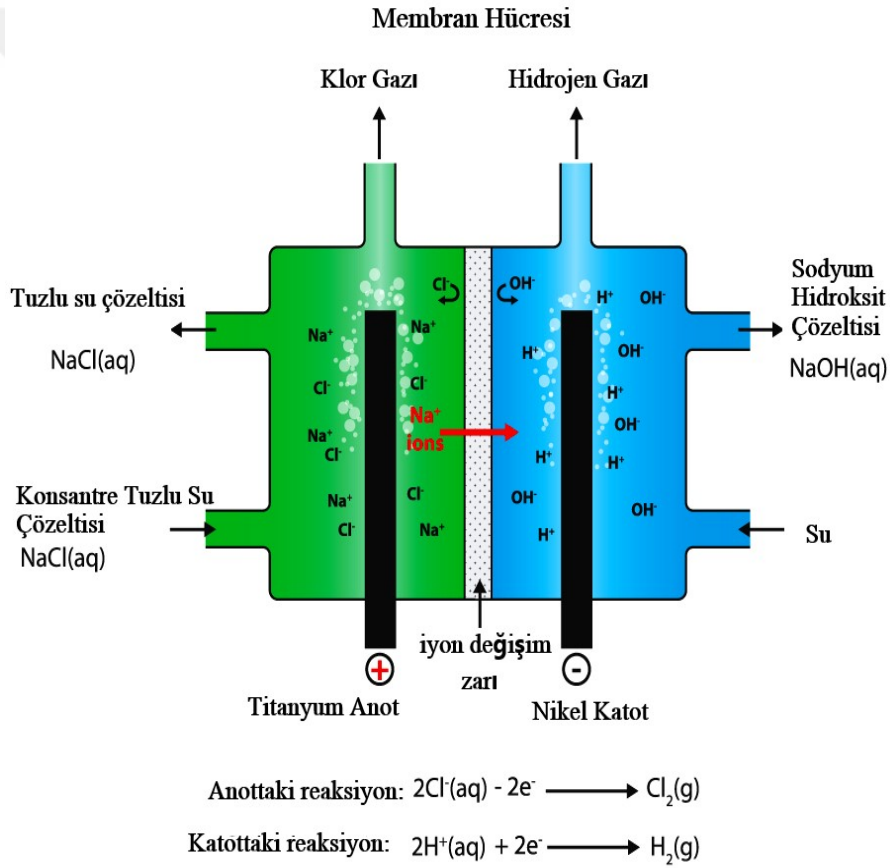 Membran Hücresi
Klor Gazı
Hidrojen Gazı
Tuzlu su çözeltisi
NaCl(aq)
Sodyum
Hidroksit
Çözeltisi
NaOH(aq)
Cl⁻
OH⁻
H⁺
OH⁻
Na⁺
Na⁺
H⁺
OH⁻
Cl⁻
Cl⁻
H⁺
Na⁺
ions
OH⁻
Na⁺
Cl⁻
H⁺
H⁺
Konsantre Tuzlu Su
Çözeltisi
NaCl(aq)
Na⁺
Cl⁻
OH⁻
OH⁻
Cl⁻
Na⁺
H⁺
Su
iyon değişim
zarı
+
-
Titanyum Anot
Nikel Katot
Anottaki reaksiyon: 2Cl⁻(aq) - 2e⁻ ⟶ Cl₂(g)
Katottaki reaksiyon: 2H⁺(aq) + 2e⁻ ⟶ H₂(g)